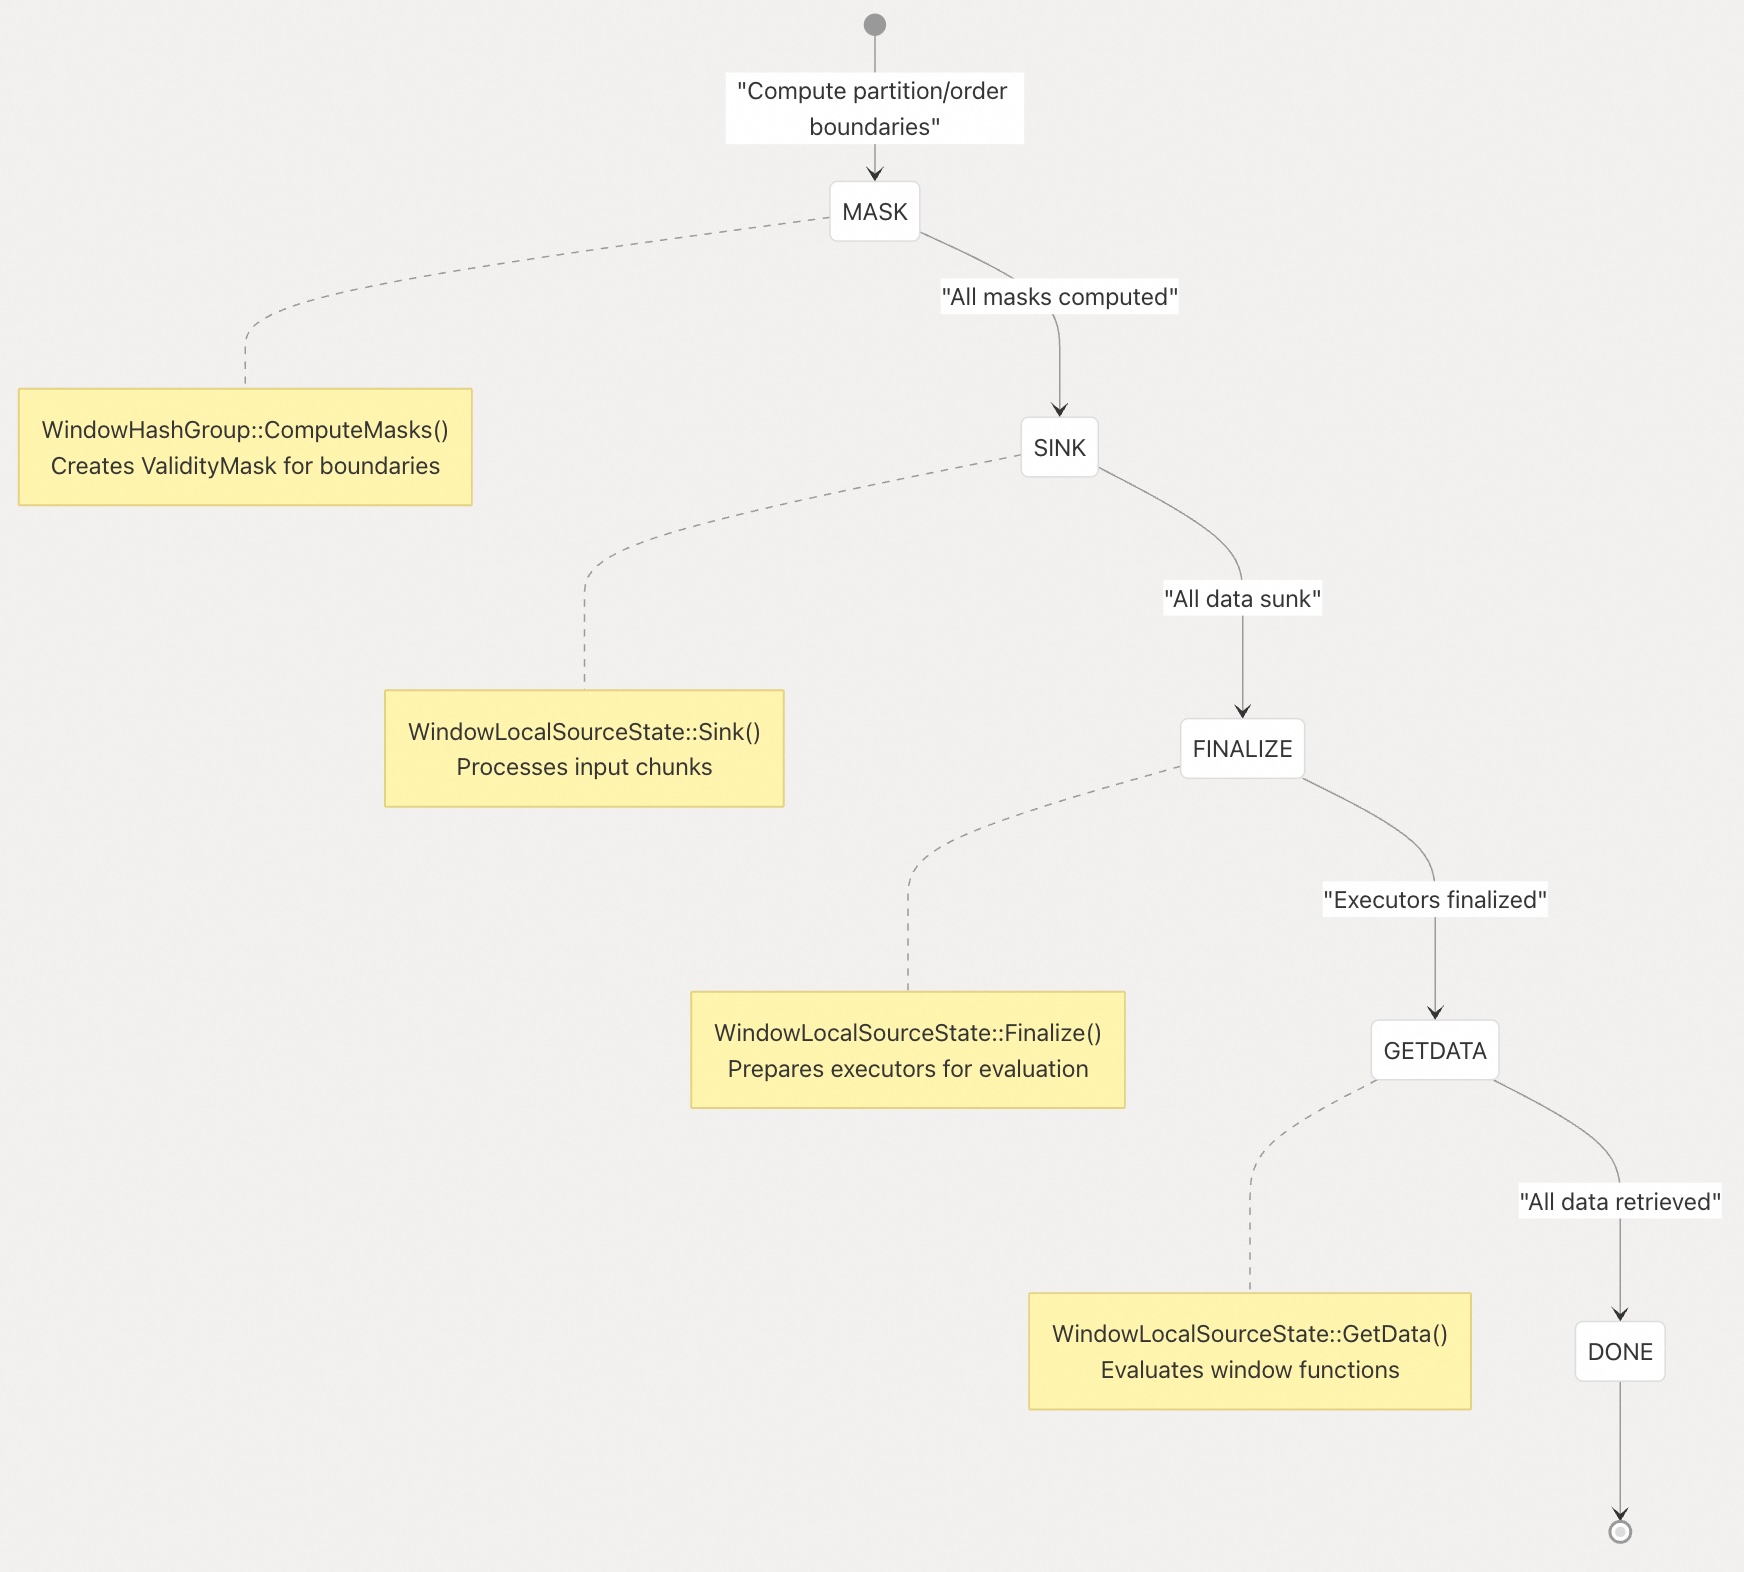 "Compute partition/order
boundaries"
MASK
"All masks computed"
WindowHashGroup::ComputeMasks()
Creates ValidityMask for boundaries
SINK
"All data sunk"
WindowLocalSourceState::Sink()
Processes input chunks
FINALIZE
"Executors finalized"
WindowLocalSourceState::Finalize()
Prepares executors for evaluation
GETDATA
"All data retrieved"
WindowLocalSourceState::GetData()
Evaluates window functions
DONE